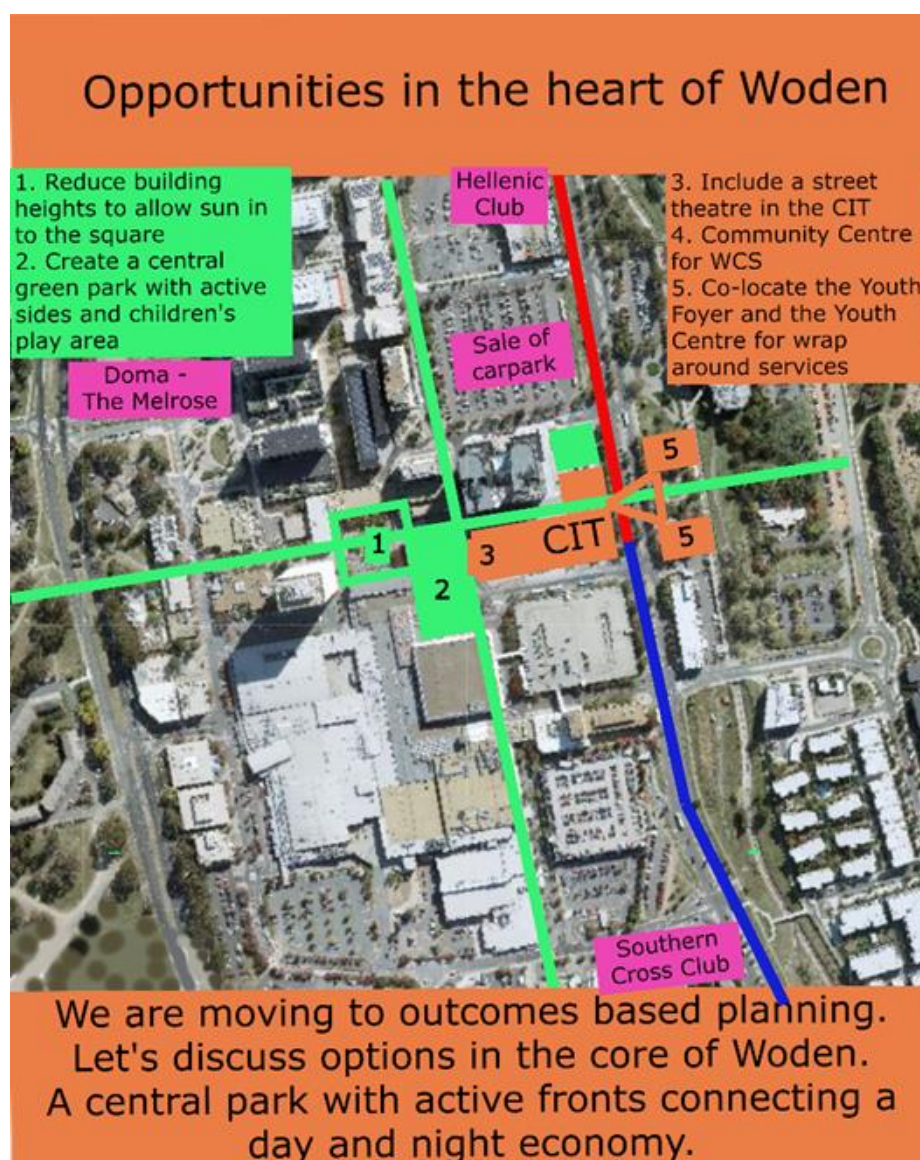 Opportunities in the heart of Woden
1. Reduce building
heights to allow sun in
to the square
2. Create a central
green park with active
sides and children's
play area
Hellenic
Club
3. Include a street
theatre in the CIT
4. Community Centre
for WCS
5. Co-locate the Youth
Foyer and the Youth
Centre for wrap
around services
Doma -
The Melrose
Sale of
carpark
5
1
3
CIT
5
2
Southern
Cross Club
We are moving to outcomes based planning.
Let's discuss options in the core of Woden.
A central park with active fronts connecting a
day and night economy.